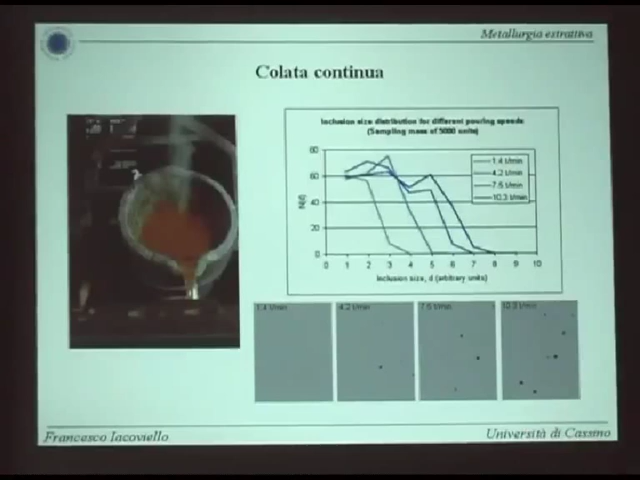 Metallurgia estrattiva
Colata continua
Inclusion size distribution for different pouring speeds
(Sampling mass of 5000 units)
80
60
40
20
0
0 1 2 3 4 5 6 7 8 9 10
N(d)
Inclusion size, d (arbitrary units)
1.4 t/min
4.2 t/min
7.5 t/min
10.3 t/min
1.4 t/min
4.2 t/min
7.5 t/min
10.3 t/min
Francesco Iacoviello
Università di Cassino